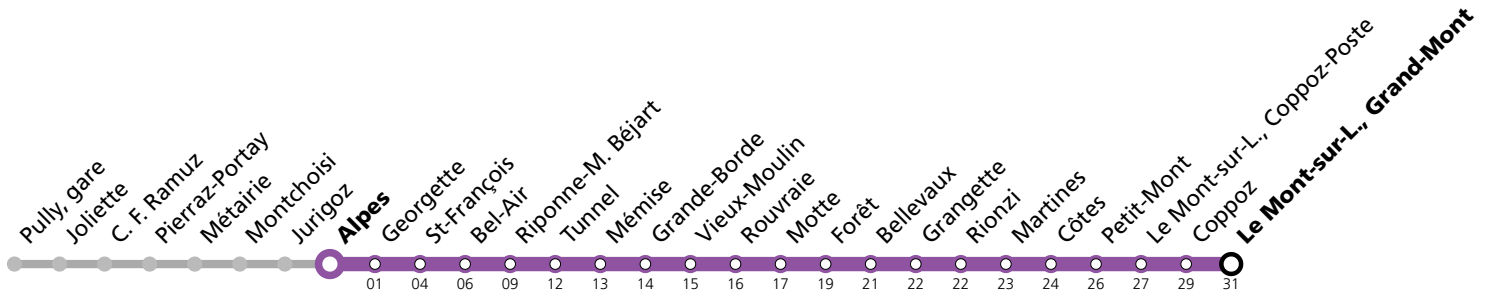 Pully, gare
Joliette
C. F. Ramuz
Pierraz-Portay
Métairie
Montchoisi
Jurigoz
Alpes
Georgette
St-François
Bel-Air
Riponne-M. Béjart
Tunnel
Mémise
Grande-Borde
Vieux-Moulin
Rouvraie
Motte
Forêt
Bellevaux
Grangette
Rionzi
Martines
Côtes
Petit-Mont
Le Mont-sur-L., Coppoz-Poste
Coppoz
Le Mont-sur-L., Grand-Mont
01 04 06 09 12 13 14 15 16 17 19 21 22 22 23 24 26 27 29 31